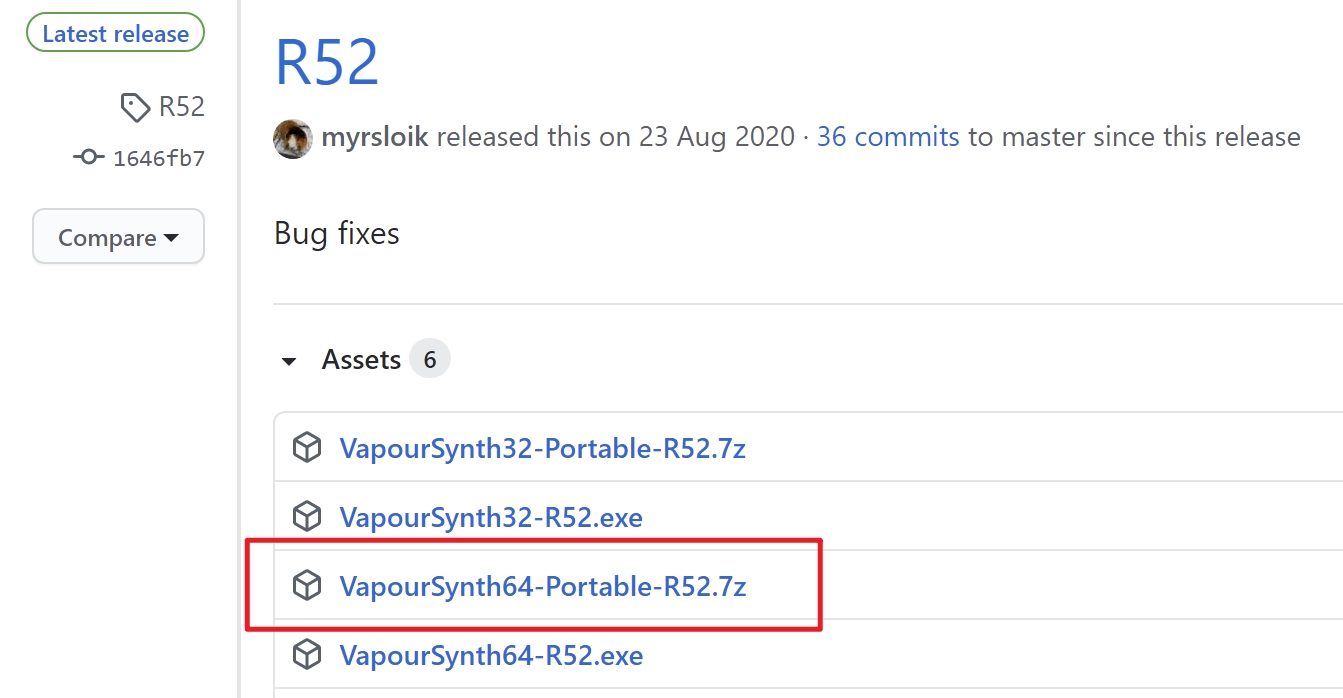 Latest release
R52
1646fb7
Compare
R52
myrsloik released this on 23 Aug 2020 · 36 commits to master since this release
Bug fixes
Assets 6
VapourSynth32-Portable-R52.7z
VapourSynth32-R52.exe
VapourSynth64-Portable-R52.7z
VapourSynth64-R52.exe